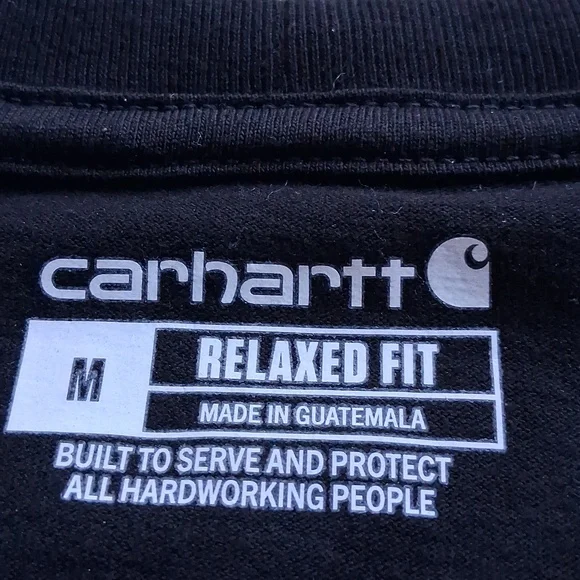 carhartt
M
RELAXED FIT
MADE IN GUATEMALA
BUILT TO SERVE AND PROTECT
ALL HARDWORKING PEOPLE